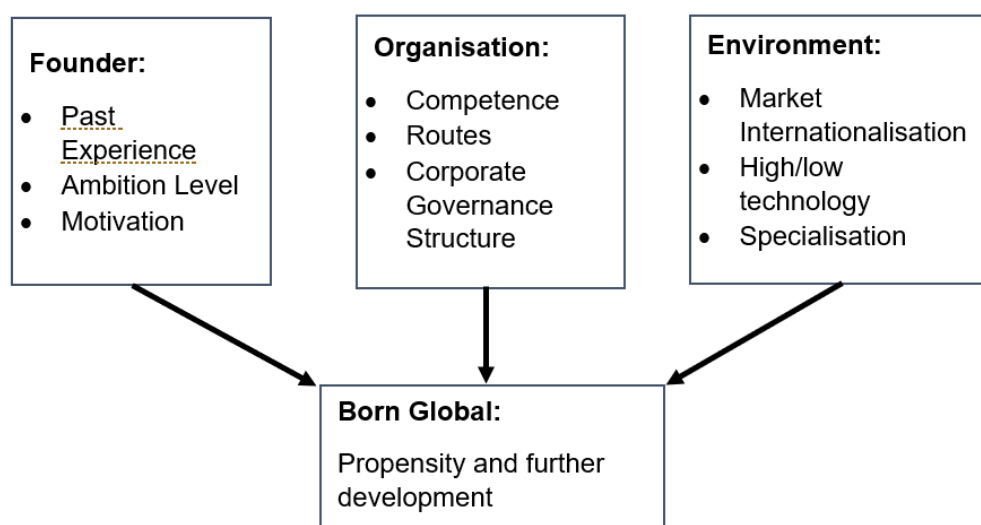 Founder:
• Past
Experience
• Ambition Level
• Motivation
Organisation:
• Competence
• Routes
• Corporate
Governance
Structure
Environment:
• Market
Internationalisation
• High/low
technology
• Specialisation
Born Global:
Propensity and further
development